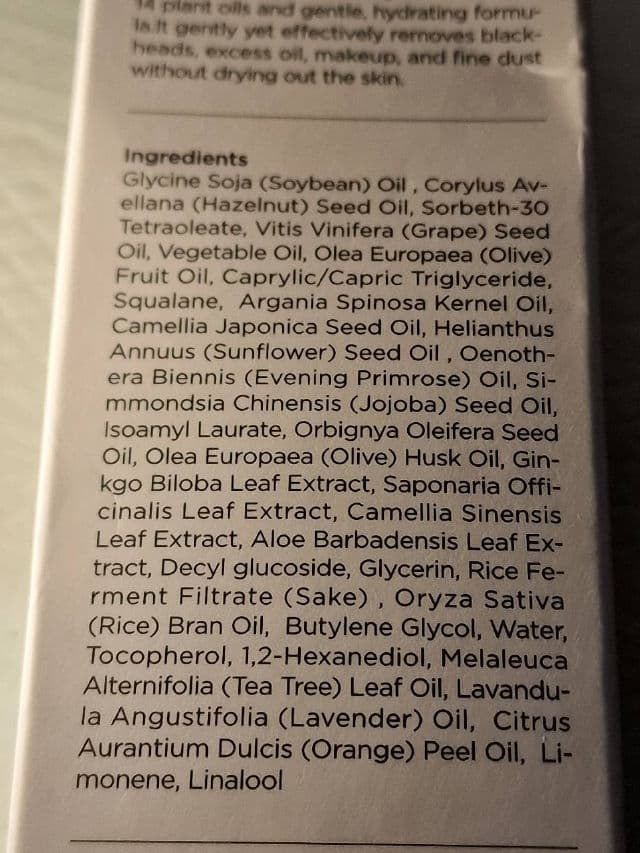 14 plant oils and gentle, hydrating formu-
la.It gently yet effectively removes black-
heads, excess oil, makeup, and fine dust
without drying out the skin.
Ingredients
Glycine Soja (Soybean) Oil , Corylus Av-
ellana (Hazelnut) Seed Oil, Sorbeth-30
Tetraoleate, Vitis Vinifera (Grape) Seed
Oil, Vegetable Oil, Olea Europaea (Olive)
Fruit Oil, Caprylic/Capric Triglyceride,
Squalane, Argania Spinosa Kernel Oil,
Camellia Japonica Seed Oil, Helianthus
Annuus (Sunflower) Seed Oil , Oenoth-
era Biennis (Evening Primrose) Oil, Si-
mmondsia Chinensis (Jojoba) Seed Oil,
Isoamyl Laurate, Orbignya Oleifera Seed
Oil, Olea Europaea (Olive) Husk Oil, Gin-
kgo Biloba Leaf Extract, Saponaria Offi-
cinalis Leaf Extract, Camellia Sinensis
Leaf Extract, Aloe Barbadensis Leaf Ex-
tract, Decyl glucoside, Glycerin, Rice Fe-
rment Filtrate (Sake) , Oryza Sativa
(Rice) Bran Oil, Butylene Glycol, Water,
Tocopherol, 1,2-Hexanediol, Melaleuca
Alternifolia (Tea Tree) Leaf Oil, Lavandu-
la Angustifolia (Lavender) Oil, Citrus
Aurantium Dulcis (Orange) Peel Oil, Li-
monene, Linalool